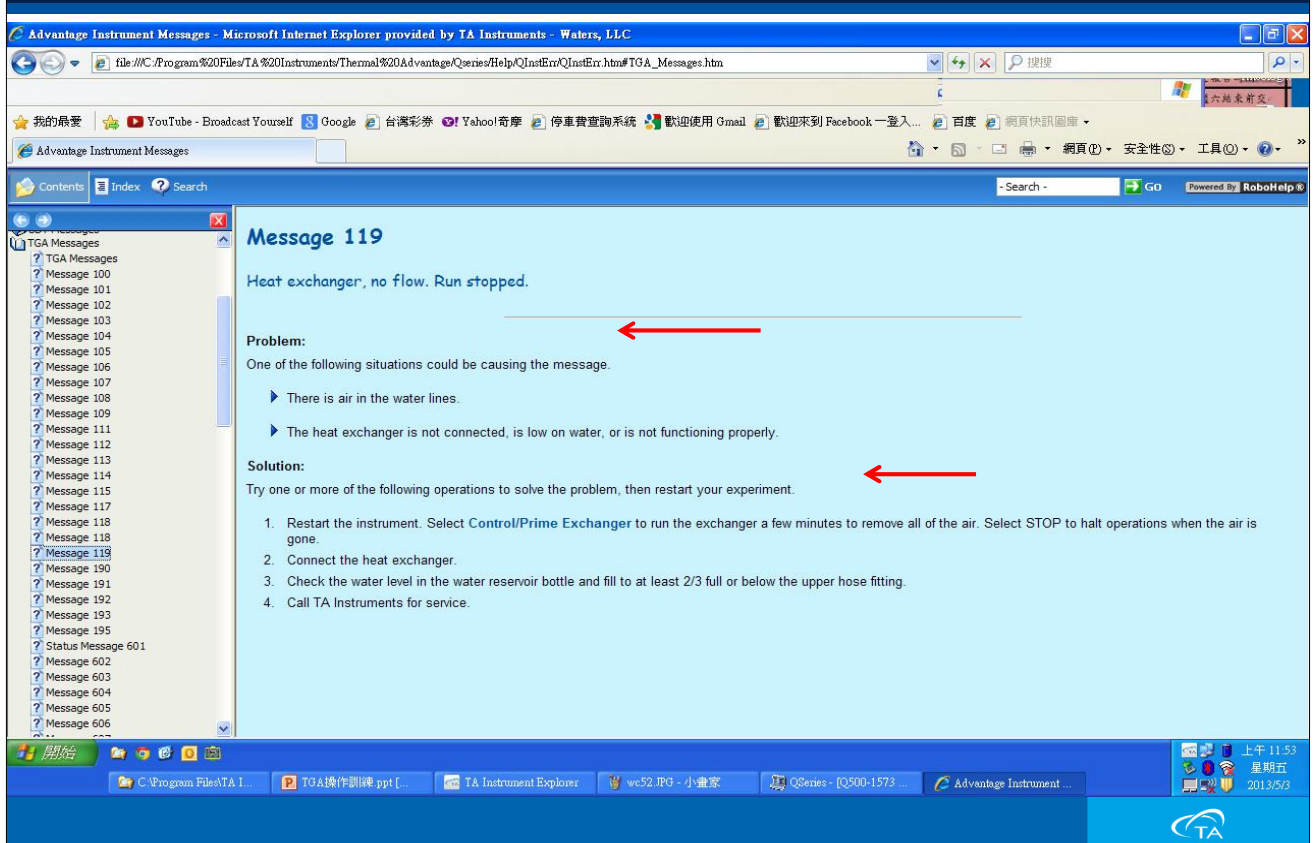 Advantage Instrument Messages - Microsoft Internet Explorer provided by TA Instruments - Waters, LLC
file:///C:/Program%20Files/TA%20Instruments/Thermal%20Advantage/Qseries/Help/QInstErr/QInstErr.htm#TGA_Messages.htm
搜搜
六結束前交
我的最愛 YouTube - Broadcast Yourself Google 台灣彩券 Yahoo!奇摩 停車費查詢系統 歡迎使用 Gmail 歡迎來到 Facebook 一登入... 百度 網頁快訊圖庫
Advantage Instrument Messages 網頁(P) 安全性(S) 工具(O) »
Contents Index Search - Search - GO Powered By RoboHelp®
TGA Messages
TGA Messages
Message 100
Message 101
Message 102
Message 103
Message 104
Message 105
Message 106
Message 107
Message 108
Message 109
Message 111
Message 112
Message 113
Message 114
Message 115
Message 117
Message 118
Message 118
Message 119
Message 190
Message 191
Message 192
Message 193
Message 195
Status Message 601
Message 602
Message 603
Message 604
Message 605
Message 606
Message 119
Heat exchanger, no flow. Run stopped.
Problem:
One of the following situations could be causing the message.
There is air in the water lines.
The heat exchanger is not connected, is low on water, or is not functioning properly.
Solution:
Try one or more of the following operations to solve the problem, then restart your experiment.
1. Restart the instrument. Select Control/Prime Exchanger to run the exchanger a few minutes to remove all of the air. Select STOP to halt operations when the air is
gone.
2. Connect the heat exchanger.
3. Check the water level in the water reservoir bottle and fill to at least 2/3 full or below the upper hose fitting.
4. Call TA Instruments for service.
開始
上午 11:53
星期五
2013/5/3
C:\Program Files\TA I... TGA操作訓練.ppt [... TA Instrument Explorer wc52.JPG - 小畫家 QSeries - [Q500-1573 ... Advantage Instrument ...
TA